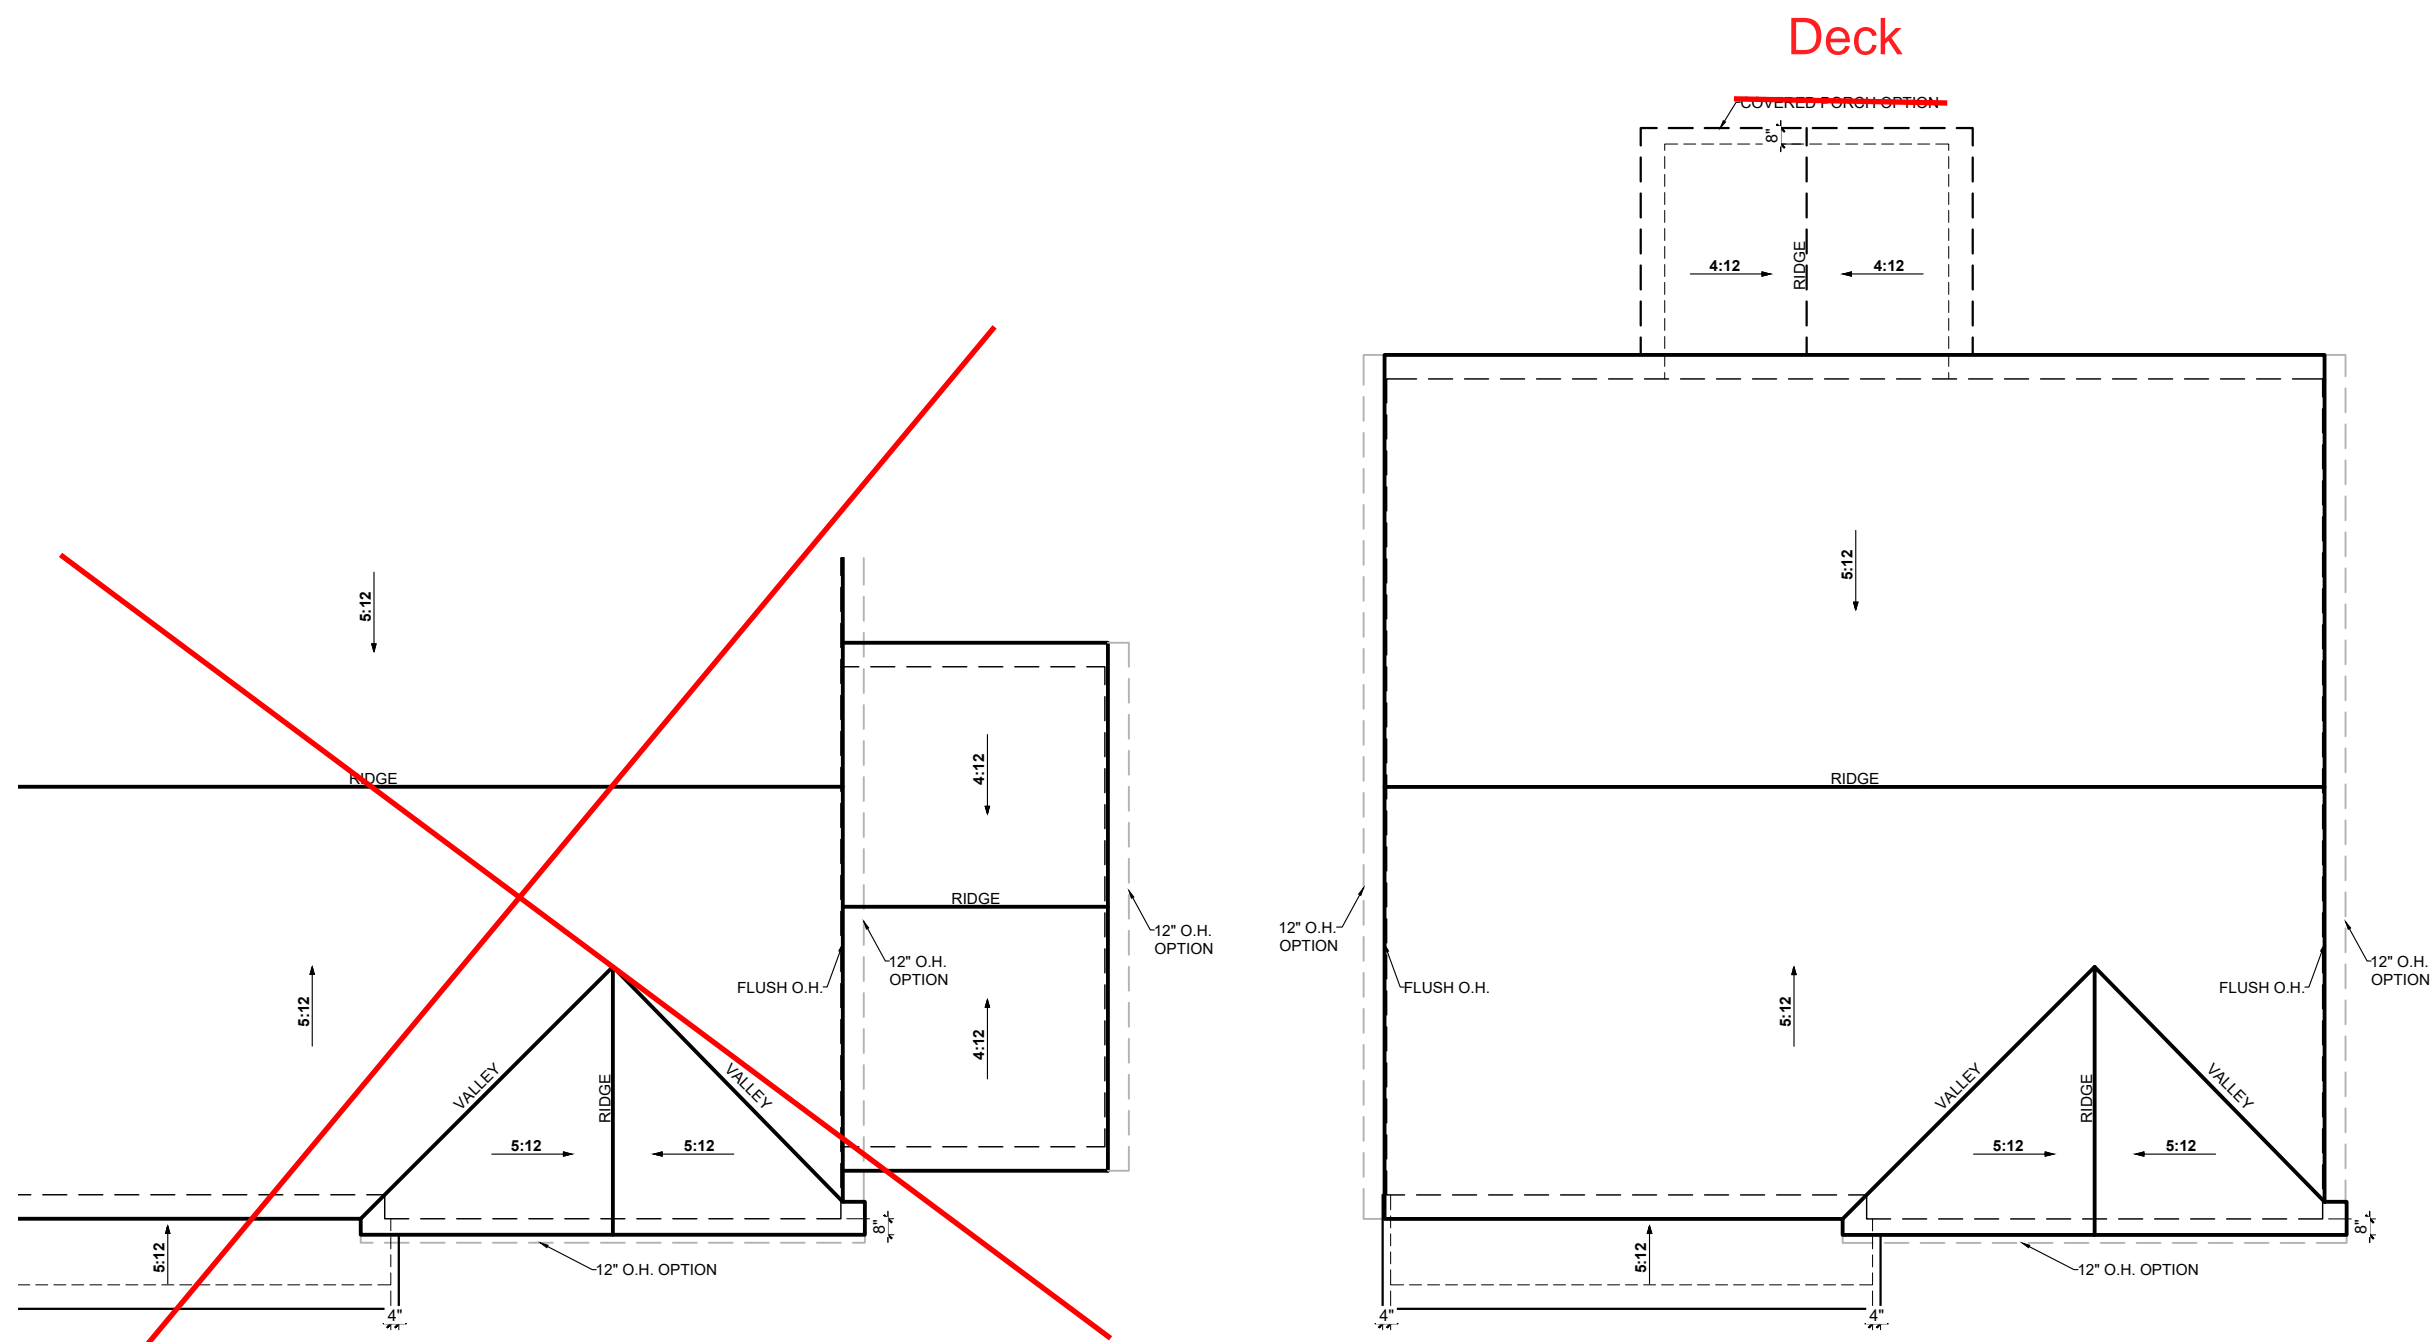 Deck
COVERED PORCH OPTION
8"
4:12
RIDGE
4:12
5:12
RIDGE
5:12
VALLEY
RIDGE
VALLEY
5:12
5:12
5:12
4"
12" O.H. OPTION
8"
FLUSH O.H.
12" O.H.
OPTION
4:12
RIDGE
4:12
12" O.H.
OPTION
5:12
RIDGE
12" O.H.
OPTION
FLUSH O.H.
5:12
VALLEY
RIDGE
VALLEY
5:12
5:12
FLUSH O.H.
12" O.H.
OPTION
8"
5:12
12" O.H. OPTION
4"
4"